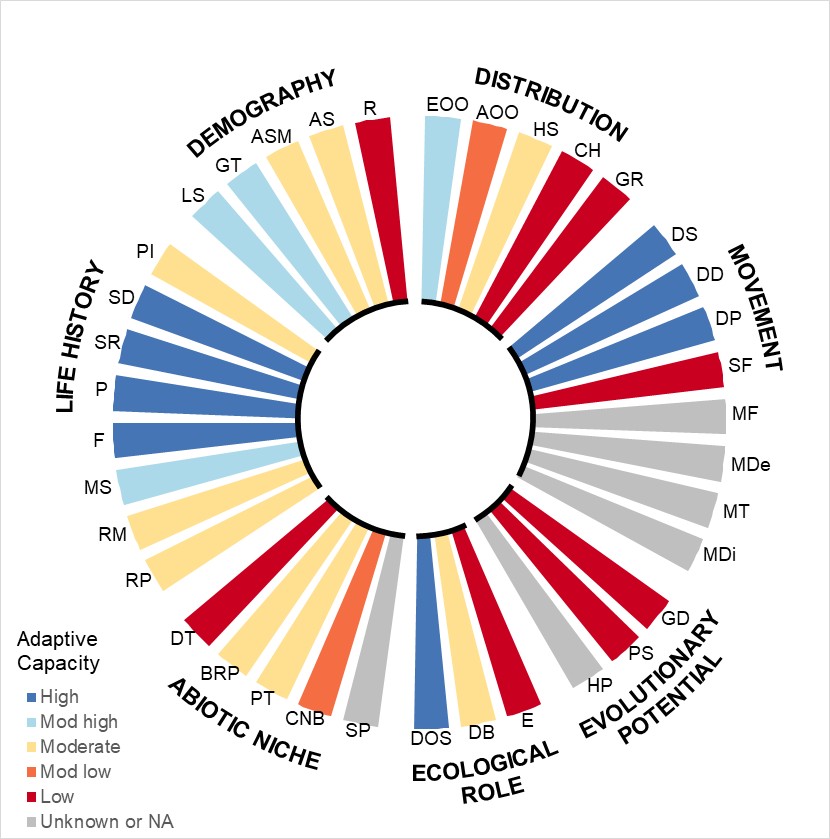 DEMOGRAPHY
DISTRIBUTION
R
EOO
AOO
AS
ASM
HS
CH
GT
GR
LS
DS
MOVEMENT
PI
DD
SD
DP
LIFE HISTORY
SR
SF
P
MF
F
MDe
MS
MT
RM
MDi
RP
GD
DT
PS
EVOLUTIONARY
POTENTIAL
BRP
HP
PT
ABIOTIC NICHE
CNB
SP
DOS
DB
E
ECOLOGICAL
ROLE
Adaptive
Capacity
High
Mod high
Moderate
Mod low
Low
Unknown or NA